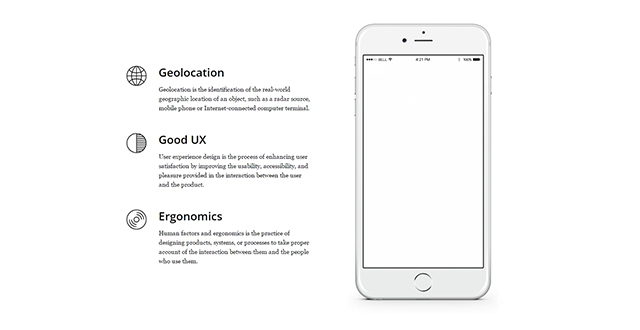 Geolocation
Geolocation is the identification of the real-world
geographic location of an object, such as a radar source,
mobile phone or Internet-connected computer terminal.
Good UX
User experience design is the process of enhancing user
satisfaction by improving the usability, accessibility, and
pleasure provided in the interaction between the user
and the product.
Ergonomics
Human factors and ergonomics is the practice of
designing products, systems, or processes to take proper
account of the interaction between them and the people
who use them.
BELL 4:21 PM 100%